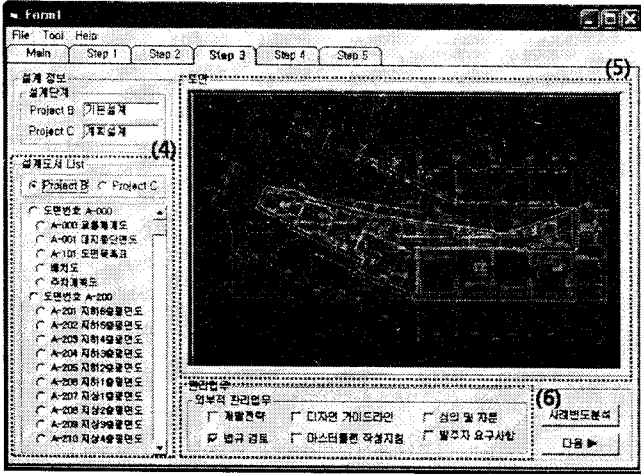 Form1
File Tool Help
Main Step 1 Step 2 Step 3 Step 4 Step 5
설계 정보
설계단계
Project B 기본설계
Project C 계획설계
(4)
설계도서 List
Project B Project C
도면번호 A-000
A-000 교통체계도
A-001 대지종단면도
A-101 도면목록표
배치도
주차계획도
도면번호 A-200
A-201 지하6층평면도
A-202 지하5층평면도
A-203 지하4층평면도
A-204 지하3층평면도
A-205 지하2층평면도
A-206 지하1층평면도
A-207 지상1층평면도
A-208 지상2층평면도
A-209 지상3층평면도
A-210 지상4층평면도
도안
(5)
관리업무
외부적 관리업무
개발전략 디자인 가이드라인 심의 및 자문
법규 검토 마스터플랜 작성지침 발주자 요구사항
(6)
사례빈도분석
다음 ▶